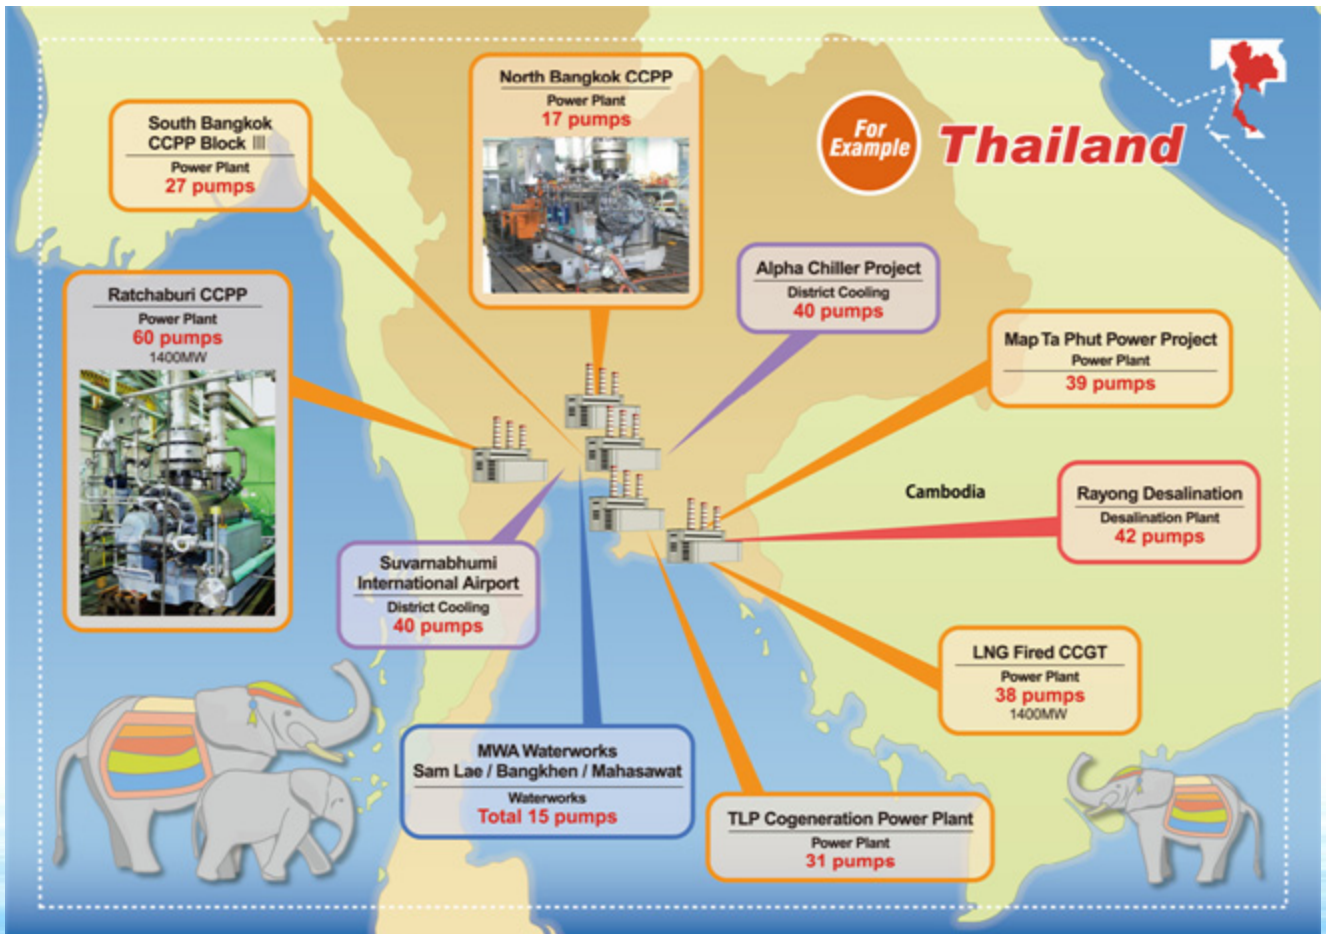 North Bangkok CCPP
Power Plant
17 pumps
For
Example
Thailand
South Bangkok
CCPP Block III
Power Plant
27 pumps
Alpha Chiller Project
District Cooling
40 pumps
Ratchaburi CCPP
Power Plant
60 pumps
1400MW
Map Ta Phut Power Project
Power Plant
39 pumps
Cambodia
Rayong Desalination
Desalination Plant
42 pumps
Suvarnabhumi
International Airport
District Cooling
40 pumps
LNG Fired CCGT
Power Plant
38 pumps
1400MW
MWA Waterworks
Sam Lae / Bangkhen / Mahasawat
Waterworks
Total 15 pumps
TLP Cogeneration Power Plant
Power Plant
31 pumps